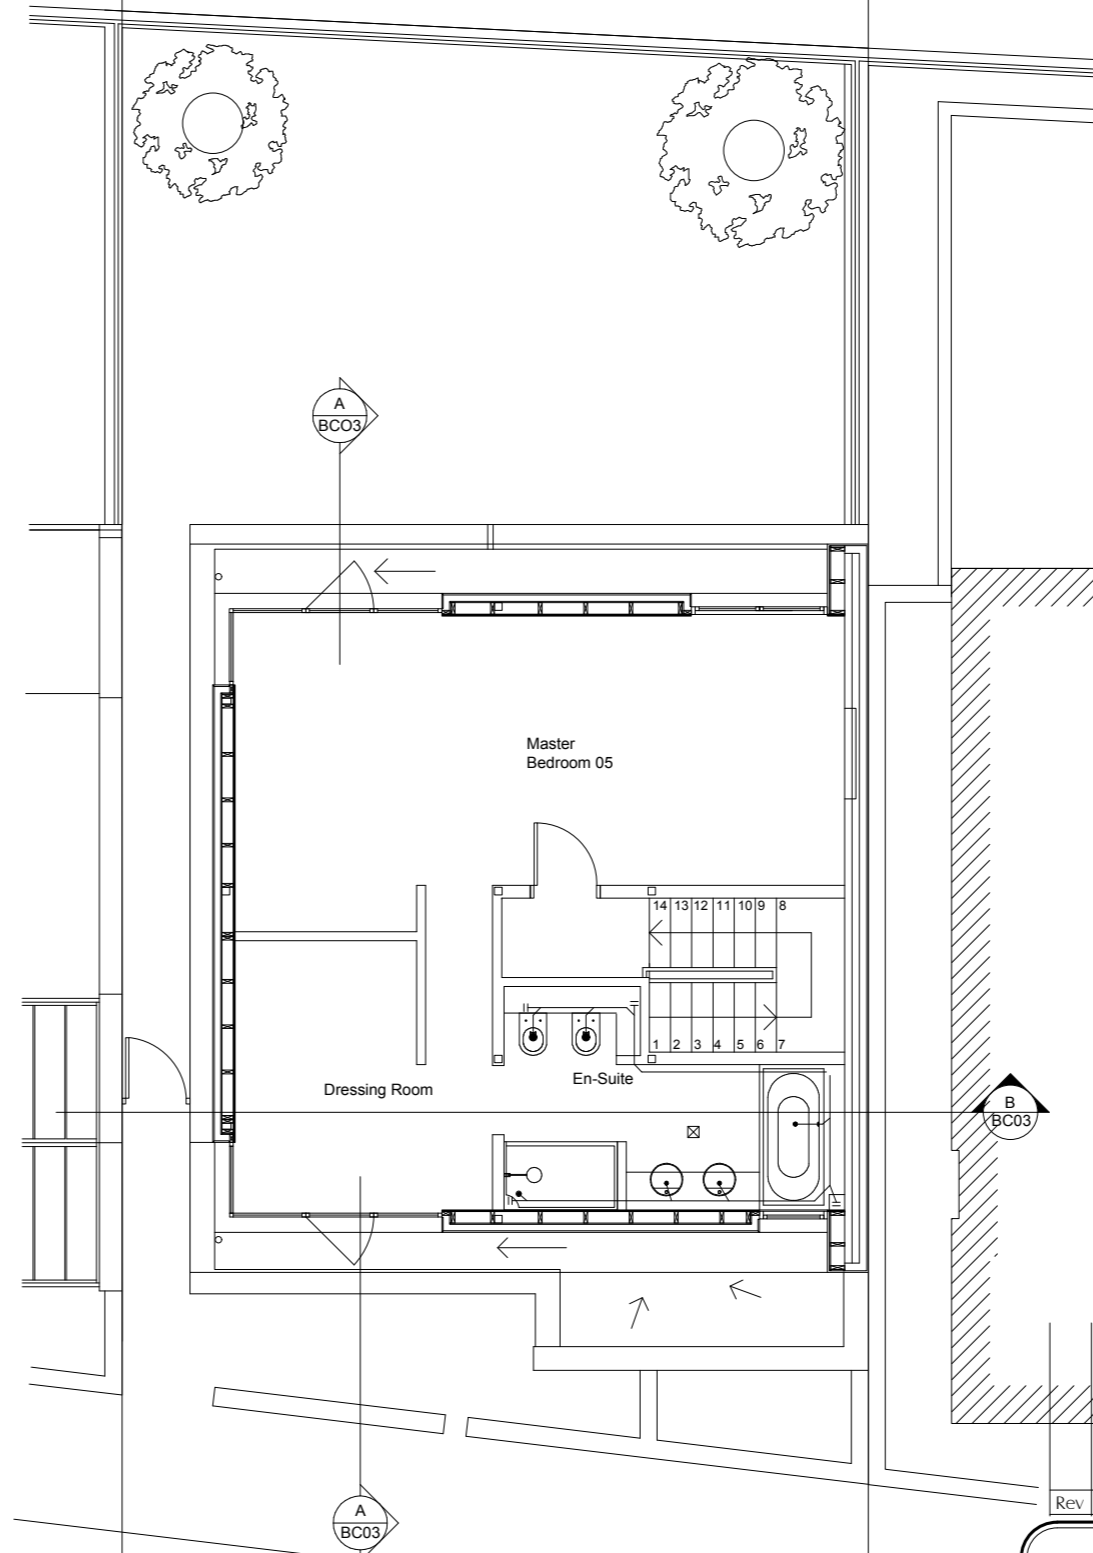 A
BCO3
Master
Bedroom 05
14 13 12 11 10 9 8
1 2 3 4 5 6 7
En-Suite
Dressing Room
B
BC03
A
BC03
Rev